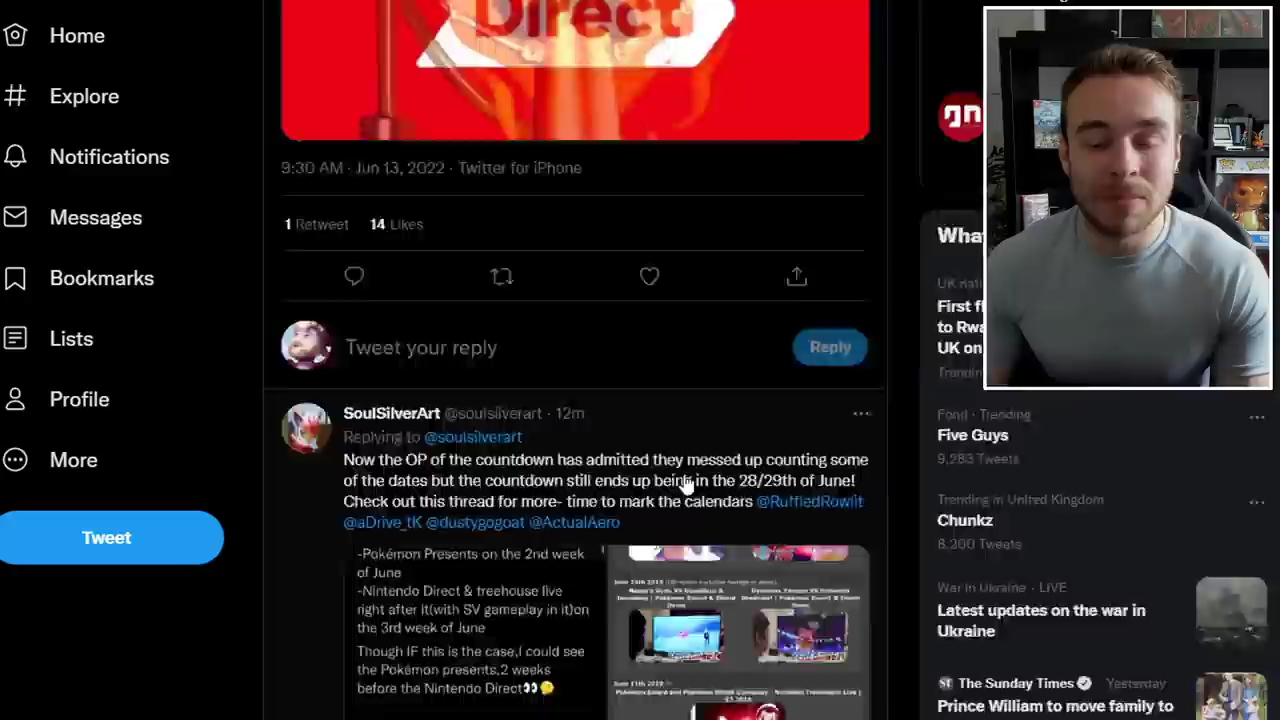 Home
Explore
Notifications
Messages
Bookmarks
Lists
Profile
More
Tweet
Direct
9:30 AM · Jun 13, 2022 · Twitter for iPhone
1 Retweet 14 Likes
Tweet your reply
Reply
SoulSilverArt @soulsilverart · 12m
Replying to @soulsilverart
Now the OP of the countdown has admitted they messed up counting some
of the dates but the countdown still ends up being in the 28/29th of June!
Check out this thread for more- time to mark the calendars @RuffledRowlit
@aDrive_tK @dustygogoat @ActualAero
-Pokémon Presents on the 2nd week
of June
-Nintendo Direct & treehouse live
right after it(with SV gameplay in it)on
the 3rd week of June
Though IF this is the case,I could see
the Pokémon presents,2 weeks
before the Nintendo Direct👀🤔
gn
What
UK
First
to Rwa
UK on
Trending
Food · Trending
Five Guys
9,283 Tweets
Trending in United Kingdom
Chunkz
8,200 Tweets
War in Ukraine · LIVE
Latest updates on the war in
Ukraine
The Sunday Times Yesterday
Prince William to move family to